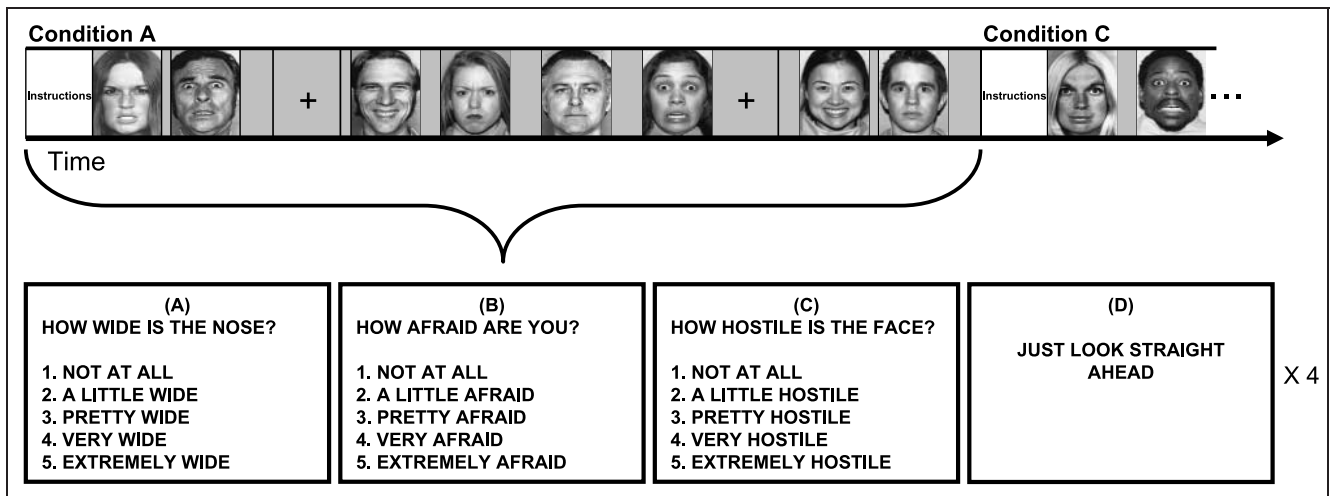 Condition A
Condition C
Instructions
+
+
Instructions
...
Time
(A)
HOW WIDE IS THE NOSE?
1. NOT AT ALL
2. A LITTLE WIDE
3. PRETTY WIDE
4. VERY WIDE
5. EXTREMELY WIDE
(B)
HOW AFRAID ARE YOU?
1. NOT AT ALL
2. A LITTLE AFRAID
3. PRETTY AFRAID
4. VERY AFRAID
5. EXTREMELY AFRAID
(C)
HOW HOSTILE IS THE FACE?
1. NOT AT ALL
2. A LITTLE HOSTILE
3. PRETTY HOSTILE
4. VERY HOSTILE
5. EXTREMELY HOSTILE
(D)
JUST LOOK STRAIGHT
AHEAD
X 4